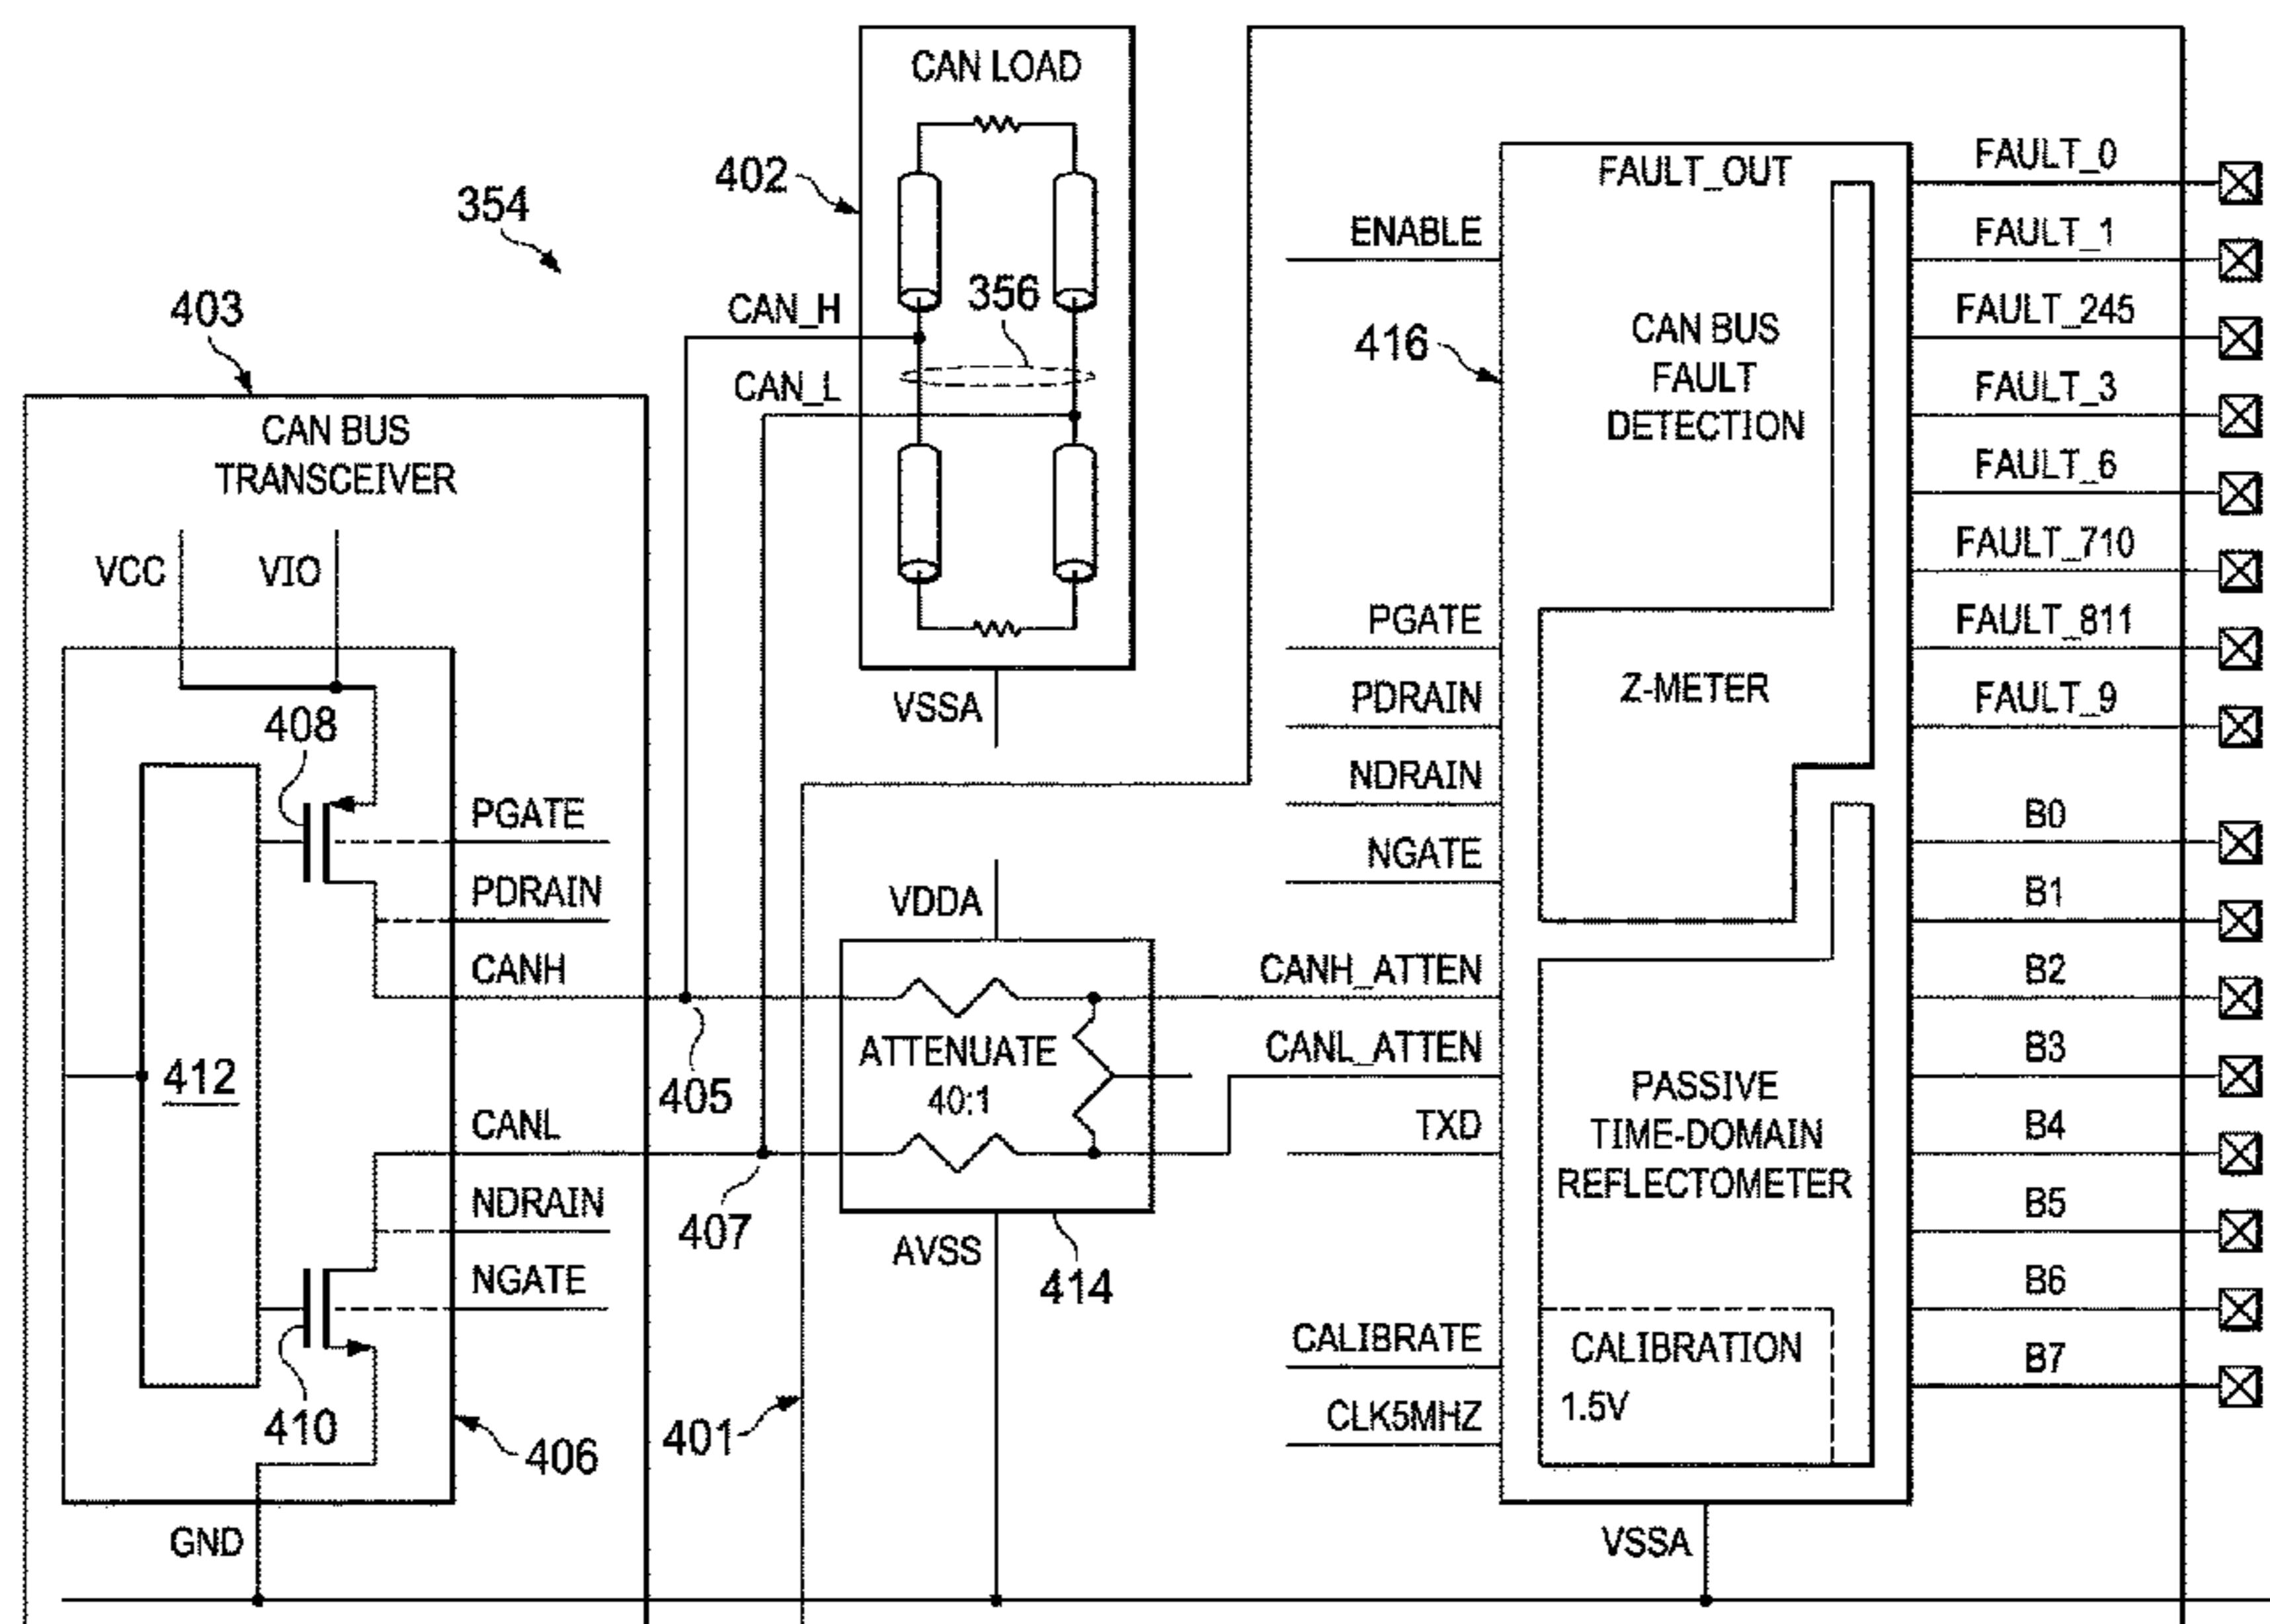 CAN LOAD
402
354
356
CAN_H
CAN_L
403
CAN BUS
TRANSCEIVER
VCC
VIO
408
PGATE
PDRAIN
CANH
412
CANL
NDRAIN
NGATE
410
406
GND
VSSA
VDDA
ATTENUATE
40:1
405
407
AVSS
414
401
FAULT_OUT
ENABLE
416
CAN BUS
FAULT
DETECTION
PGATE
PDRAIN
NDRAIN
NGATE
Z-METER
CANH_ATTEN
CANL_ATTEN
TXD
PASSIVE
TIME-DOMAIN
REFLECTOMETER
CALIBRATE
CLK5MHZ
CALIBRATION
1.5V
VSSA
FAULT_0
FAULT_1
FAULT_245
FAULT_3
FAULT_6
FAULT_710
FAULT_811
FAULT_9
B0
B1
B2
B3
B4
B5
B6
B7